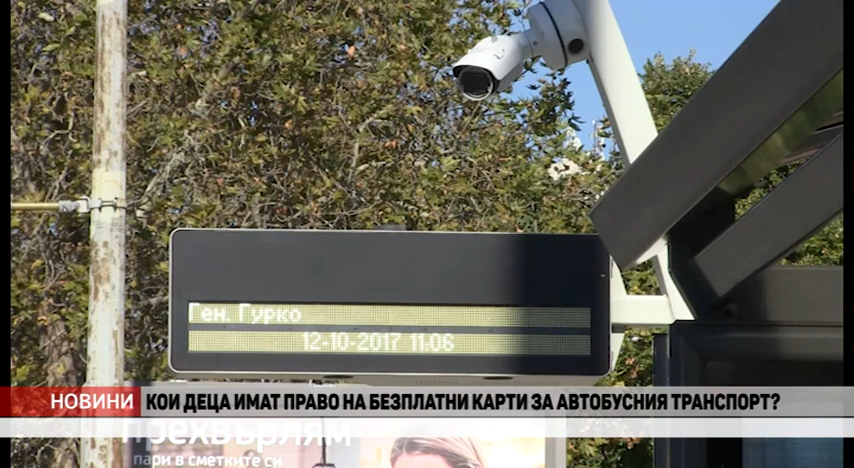 Ген. Гурко
12-10-2017 11:06
НОВИНИ
КОИ ДЕЦА ИМАТ ПРАВО НА БЕЗПЛАТНИ КАРТИ ЗА АВТОБУСНИЯ ТРАНСПОРТ?
прехвърлям
пари в сметките си